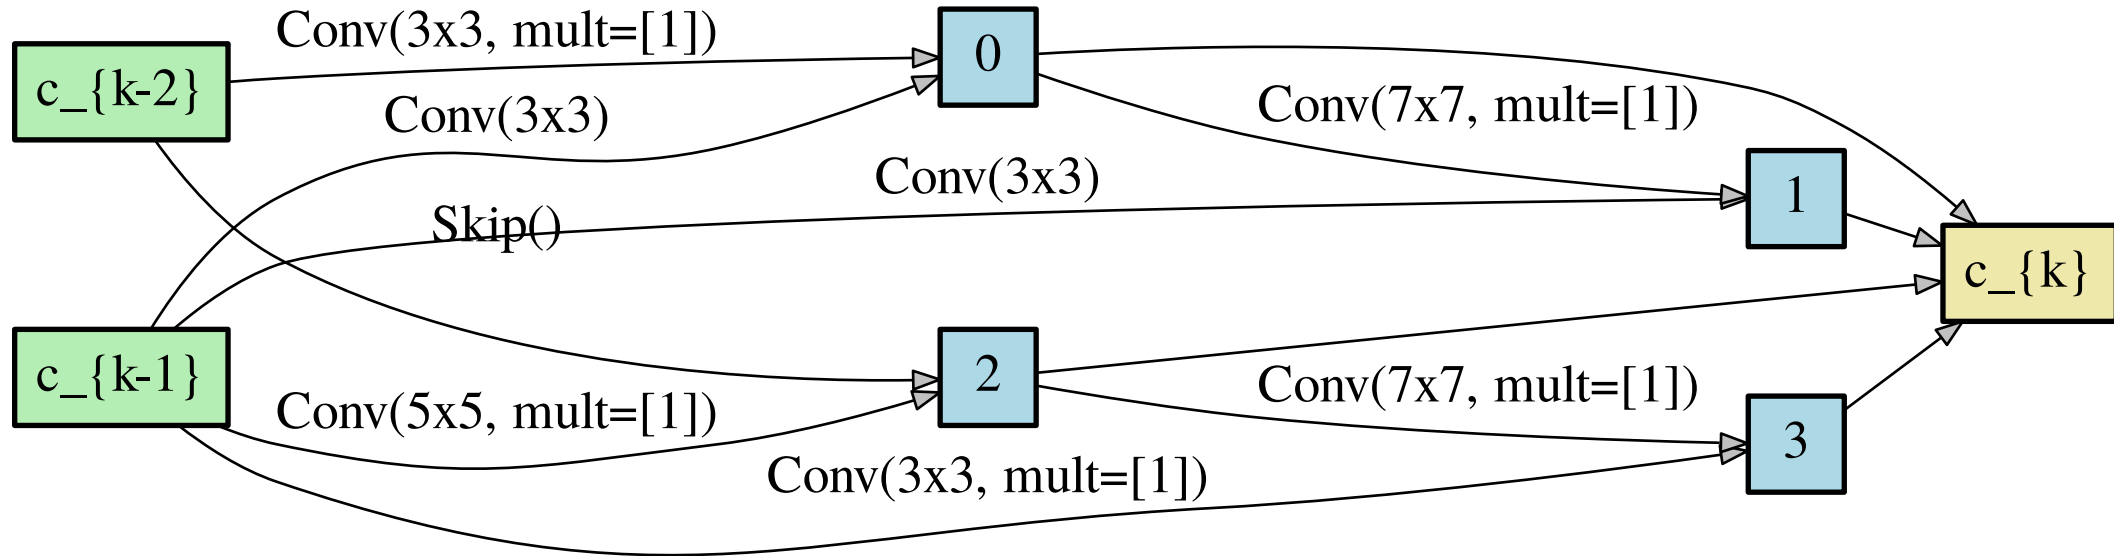 Conv(3x3, mult=[1])
0
c_{k-2}
Conv(3x3)
Conv(7x7, mult=[1])
Conv(3x3)
1
Skip()
c_{k}
c_{k-1}
2
Conv(5x5, mult=[1])
Conv(7x7, mult=[1])
3
Conv(3x3, mult=[1])